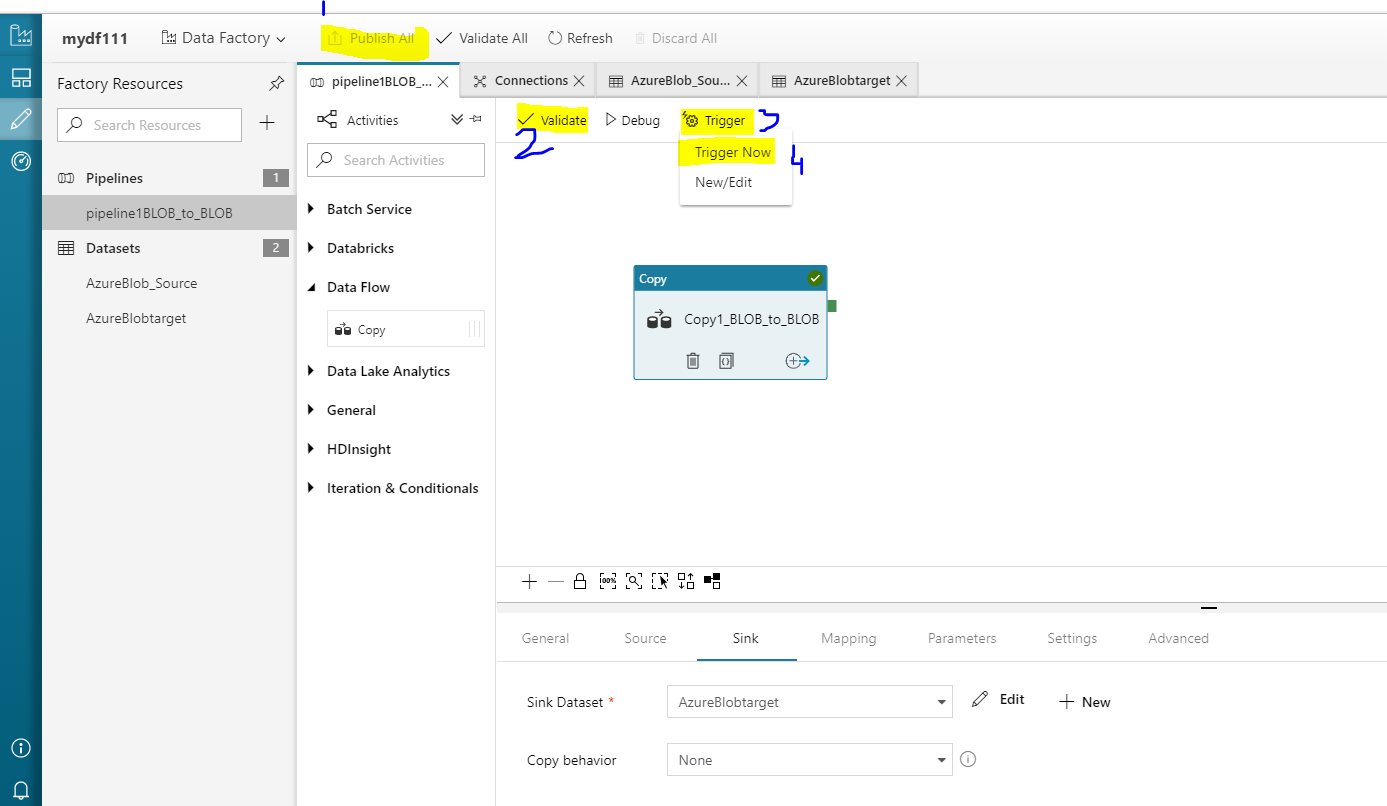 1
mydf111 Data Factory Publish All Validate All Refresh Discard All
Factory Resources
pipeline1BLOB_... Connections AzureBlob_Sou... AzureBlobtarget
Search Resources
Activities
Validate Debug Trigger 3
2
Search Activities
Trigger Now 4
New/Edit
Pipelines 1
pipeline1BLOB_to_BLOB
Datasets 2
AzureBlob_Source
AzureBlobtarget
Batch Service
Databricks
Data Flow
Copy
Data Lake Analytics
General
HDInsight
Iteration & Conditionals
Copy
Copy1_BLOB_to_BLOB
100%
General Source Sink Mapping Parameters Settings Advanced
Sink Dataset * AzureBlobtarget Edit New
Copy behavior None